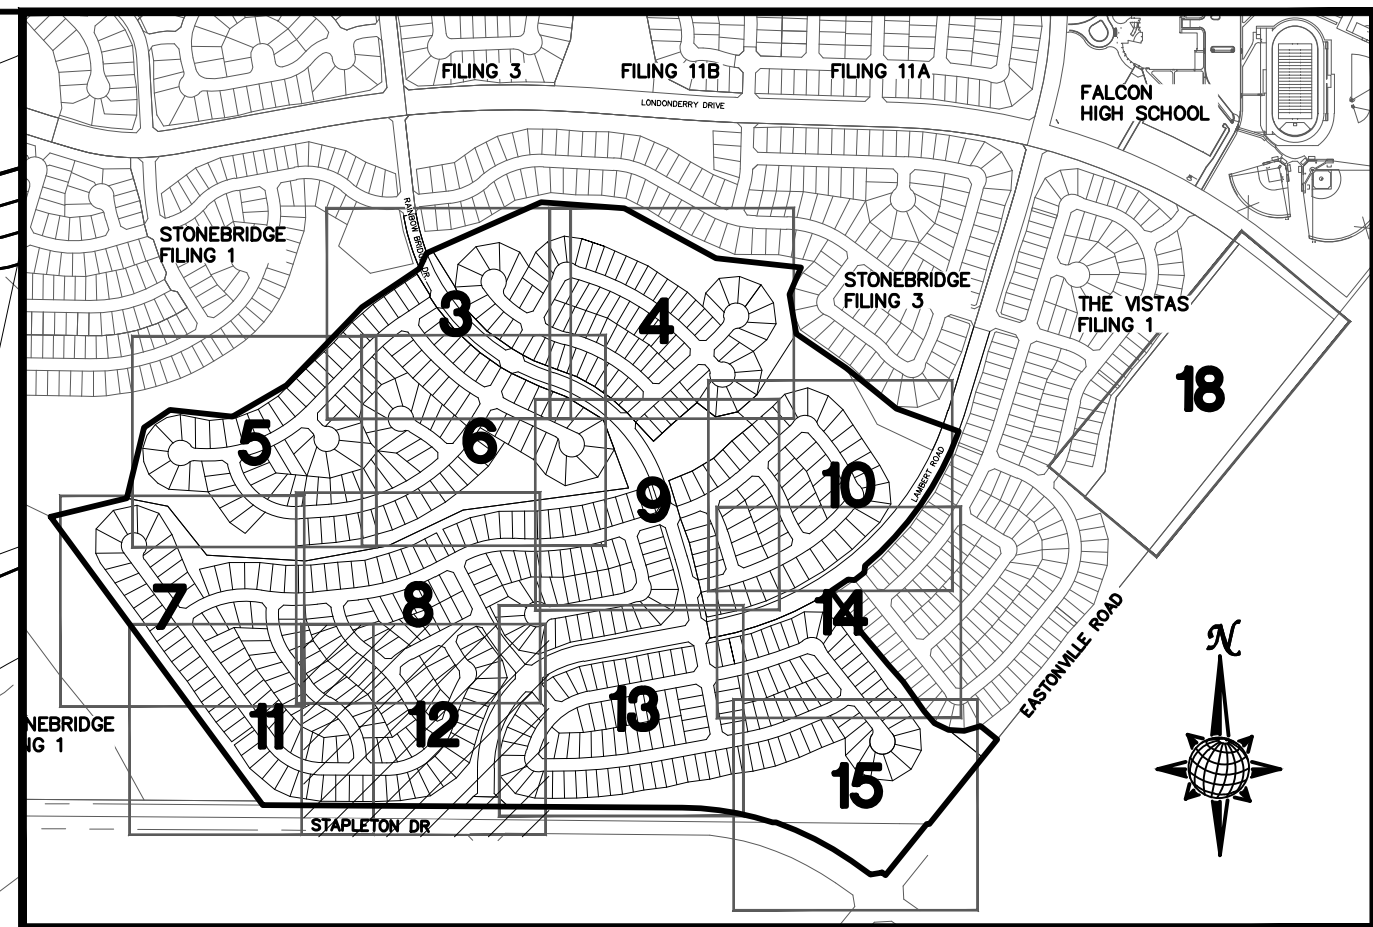 FILING 3
FILING 11B
FILING 11A
LONDONDERRY DRIVE
FALCON
HIGH SCHOOL
RAINBOW BRIDGE DR.
STONEBRIDGE
FILING 1
STONEBRIDGE
FILING 3
THE VISTAS
FILING 1
3
4
18
5
6
9
10
LAMBERT ROAD
7
8
14
EASTONVILLE ROAD
N
NEBRIDGE
NG 1
11
12
13
15
STAPLETON DR